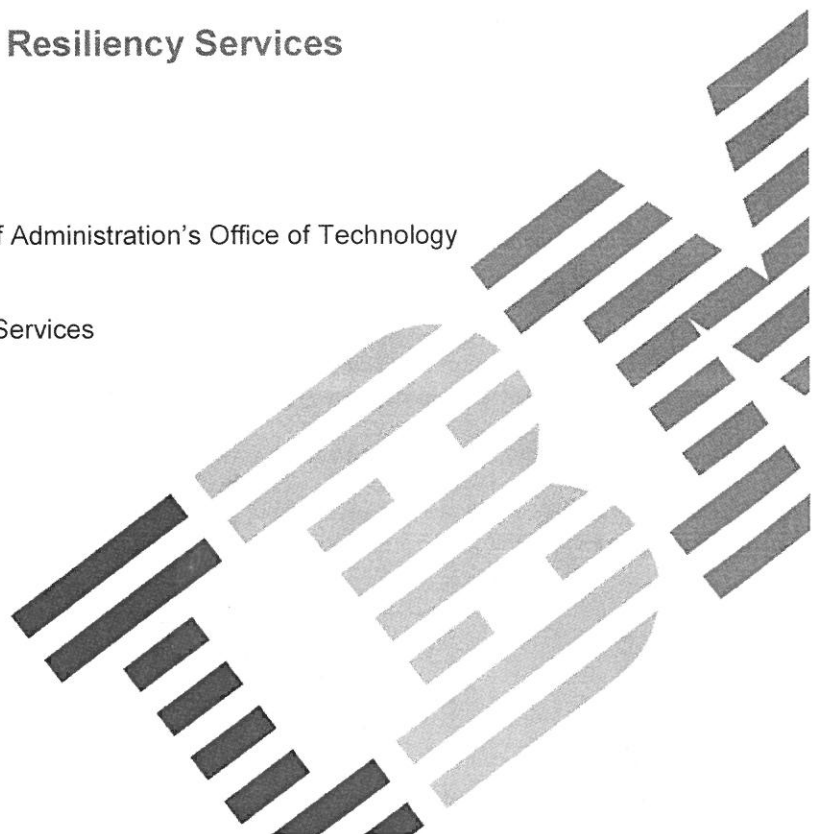 Resiliency Services
Administration's Office of Technology
Services